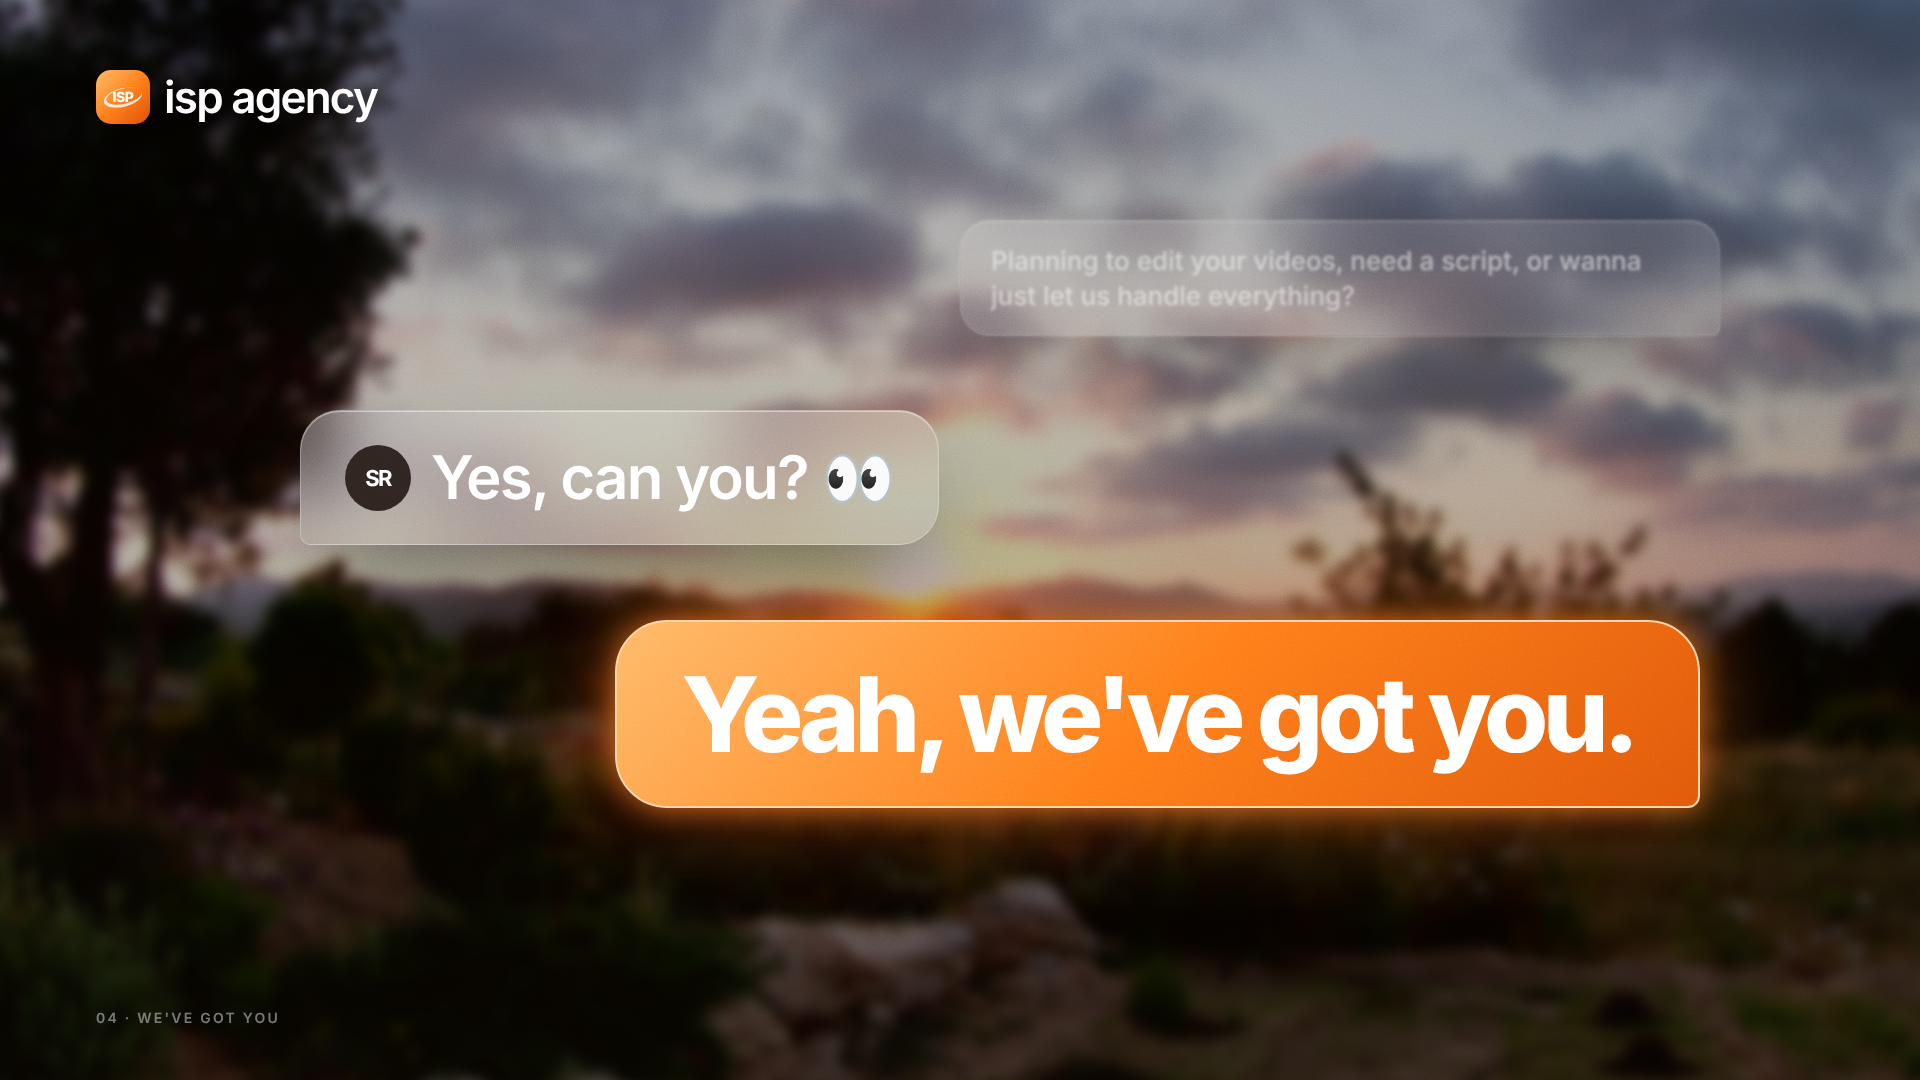 ISP
isp agency
Planning to edit your videos, need a script, or wanna
just let us handle everything?
SR
Yes, can you? 👀
Yeah, we've got you.
04 · WE'VE GOT YOU